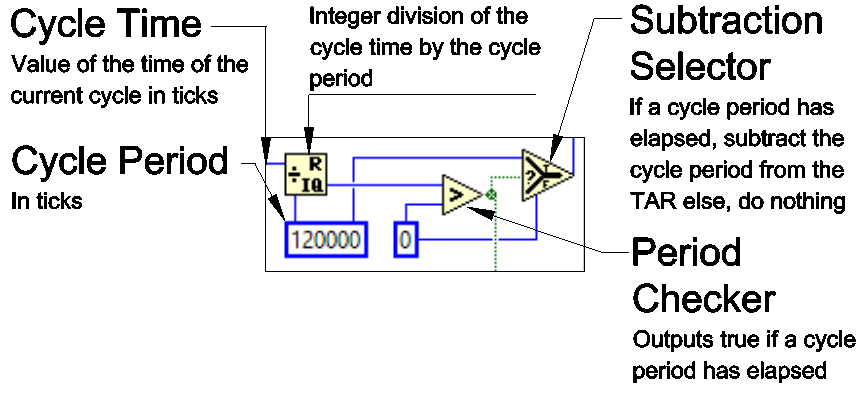 Cycle Time
Value of the time of the
current cycle in ticks
Integer division of the
cycle time by the cycle
period
Subtraction
Selector
If a cycle period has
elapsed, subtract the
cycle period from the
TAR else, do nothing
Cycle Period
In ticks
R
÷ IQ
>
?
120000
0
Period
Checker
Outputs true if a cycle
period has elapsed